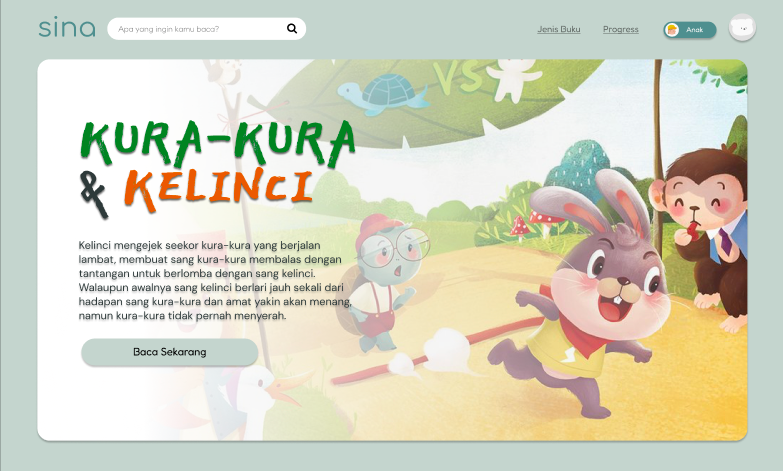 sina
Apa yang ingin kamu baca?
Jenis Buku
Progress
Anak
VS
KURA-KURA
& KELINCI
Kelinci mengejek seekor kura-kura yang berjalan
lambat, membuat sang kura-kura membalas dengan
tantangan untuk berlomba dengan sang kelinci.
Walaupun awalnya sang kelinci berlari jauh sekali dari
hadapan sang kura-kura dan amat yakin akan menang,
namun kura-kura tidak pernah menyerah.
Baca Sekarang